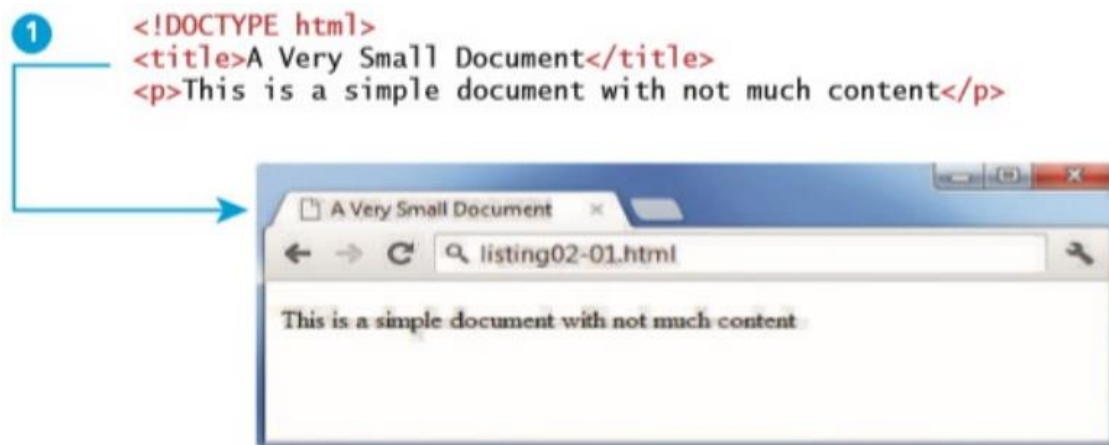 1
<!DOCTYPE html>
<title>A Very Small Document</title>
<p>This is a simple document with not much content</p>
A Very Small Document
listing02-01.html
This is a simple document with not much content